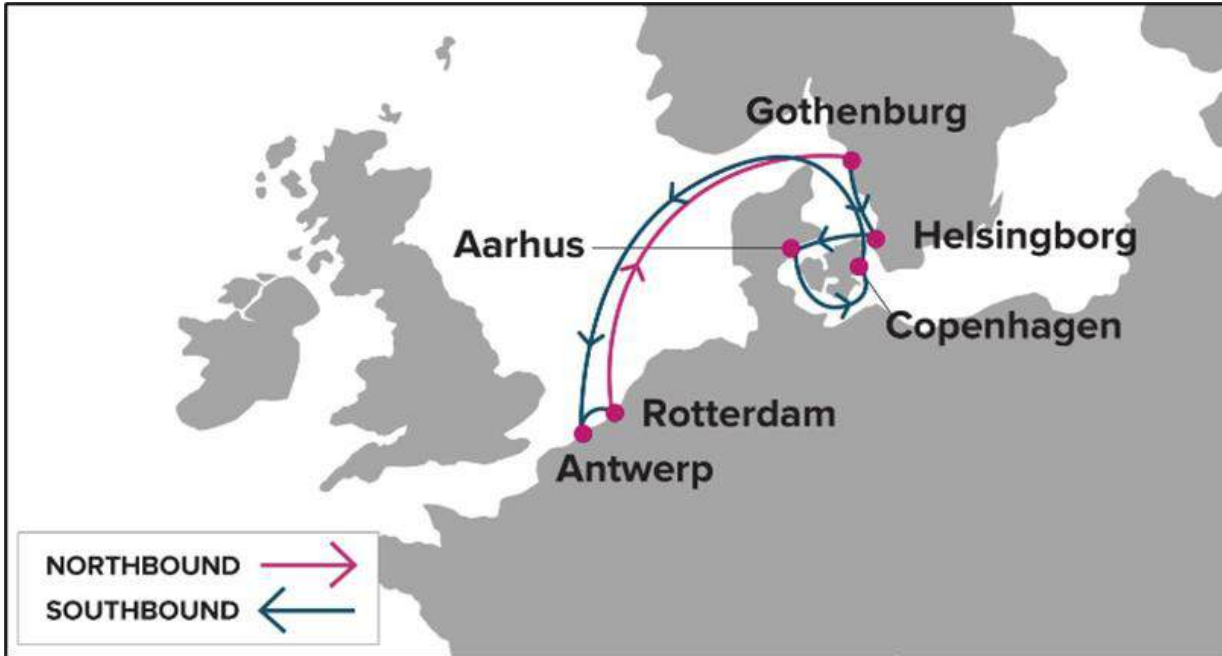 Gothenburg
Aarhus
Helsingborg
Copenhagen
Rotterdam
Antwerp
NORTHBOUND
SOUTHBOUND